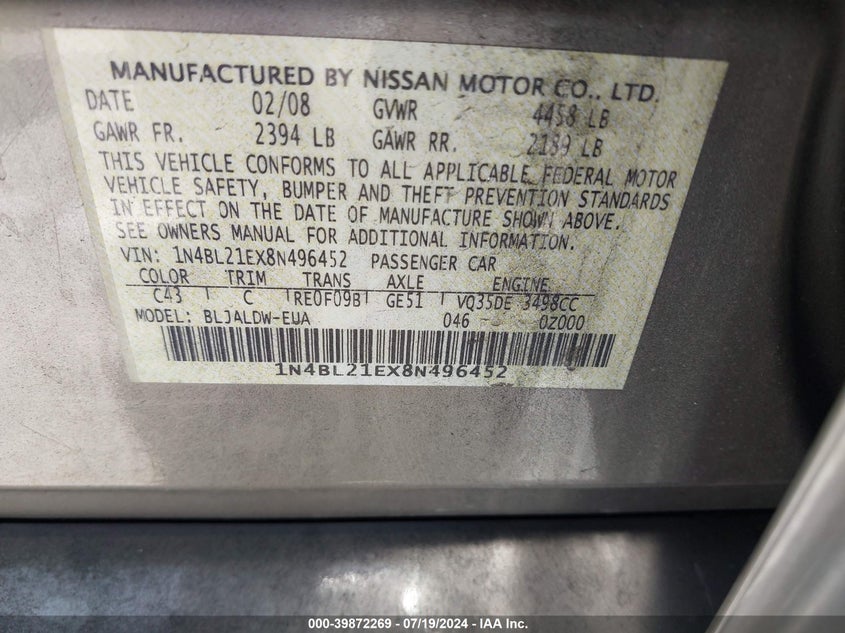 MANUFACTURED BY NISSAN MOTOR CO., LTD.
DATE 02/08 GVWR 4458 LB
GAWR FR. 2394 LB GAWR RR. 2189 LB
THIS VEHICLE CONFORMS TO ALL APPLICABLE FEDERAL MOTOR
VEHICLE SAFETY, BUMPER AND THEFT PREVENTION STANDARDS
IN EFFECT ON THE DATE OF MANUFACTURE SHOWN ABOVE.
SEE OWNERS MANUAL FOR ADDITIONAL INFORMATION.
VIN: 1N4BL21EX8N496452 PASSENGER CAR
COLOR TRIM TRANS AXLE ENGINE
C43 C RE0F09B GE51 VQ35DE 3498CC
MODEL: BLJALDW-EUA 046 - 0Z000
1N4BL21EX8N496452
000-39872269 - 07/19/2024 - IAA Inc.